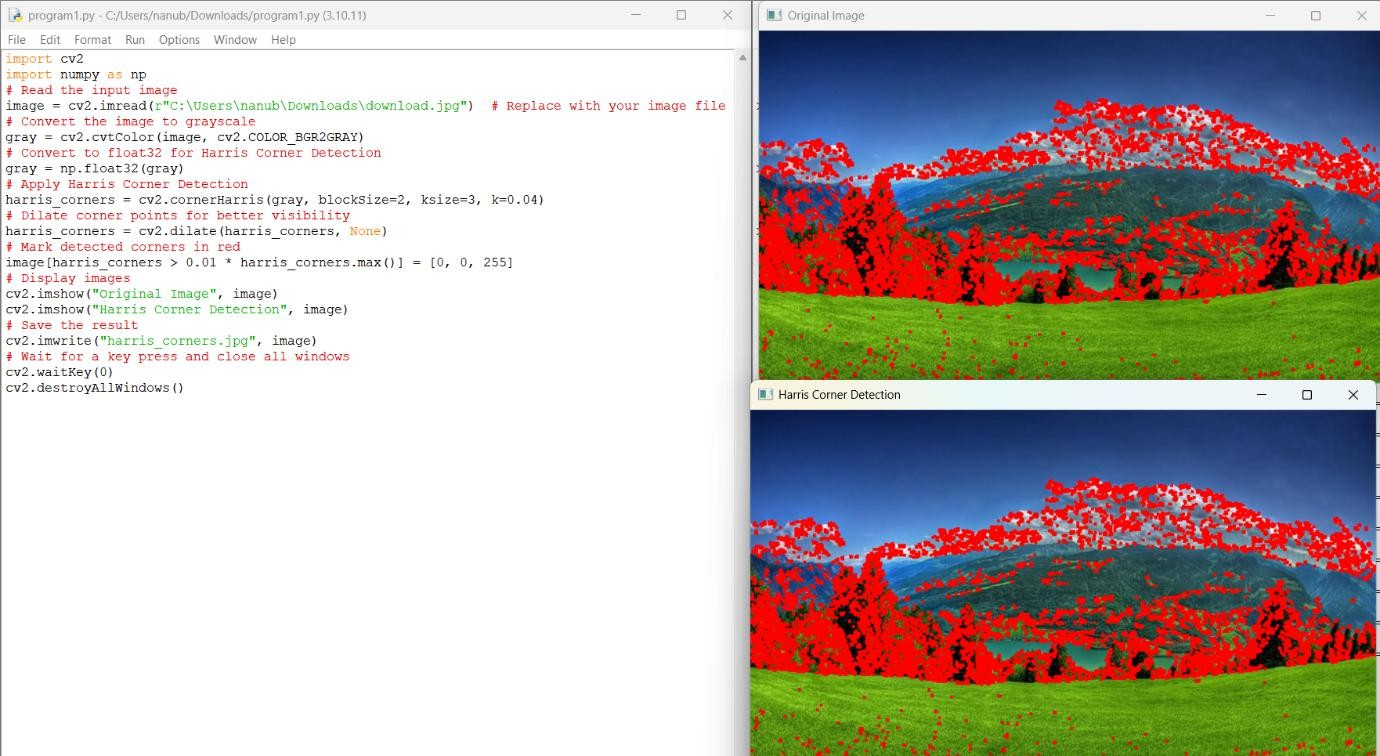 program1.py - C:/Users/nanub/Downloads/program1.py (3.10.11)
File Edit Format Run Options Window Help
import cv2
import numpy as np
# Read the input image
image = cv2.imread(r"C:\Users\nanub\Downloads\download.jpg")  # Replace with your image file
# Convert the image to grayscale
gray = cv2.cvtColor(image, cv2.COLOR_BGR2GRAY)
# Convert to float32 for Harris Corner Detection
gray = np.float32(gray)
# Apply Harris Corner Detection
harris_corners = cv2.cornerHarris(gray, blockSize=2, ksize=3, k=0.04)
# Dilate corner points for better visibility
harris_corners = cv2.dilate(harris_corners, None)
# Mark detected corners in red
image[harris_corners > 0.01 * harris_corners.max()] = [0, 0, 255]
# Display images
cv2.imshow("Original Image", image)
cv2.imshow("Harris Corner Detection", image)
# Save the result
cv2.imwrite("harris_corners.jpg", image)
# Wait for a key press and close all windows
cv2.waitKey(0)
cv2.destroyAllWindows()
Original Image
Harris Corner Detection